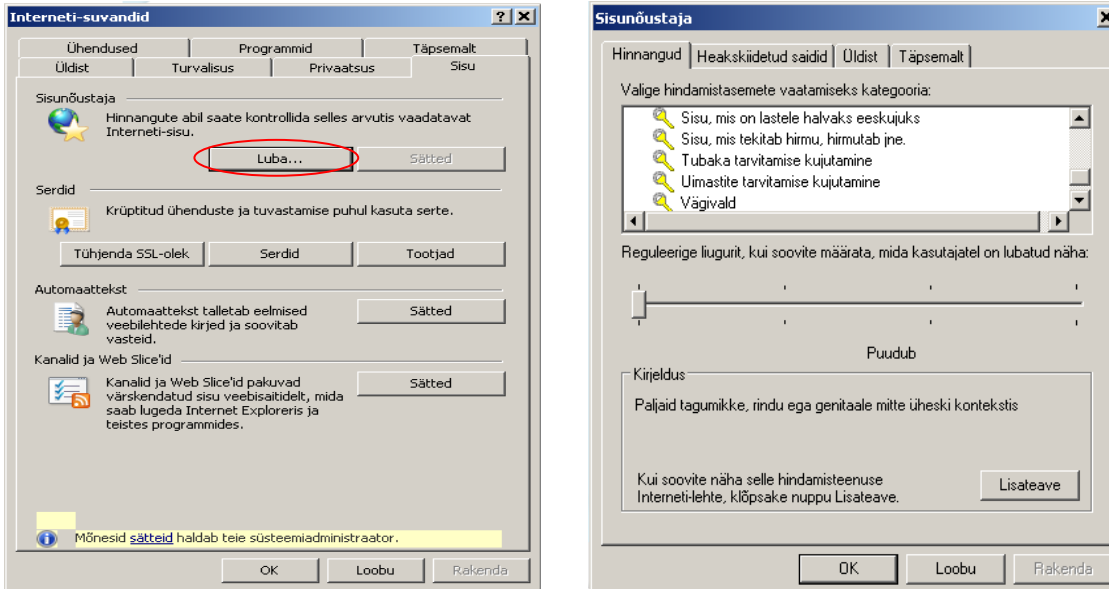 Interneti-suvandid
Ühendused
Programmid
Täpsemalt
Üldist
Turvalisus
Privaatsus
Sisu
Sisunõustaja
Hinnangute abil saate kontrollida selles arvutis vaadatavat
Interneti-sisu.
Luba...
Sätted
Serdid
Krüptitud ühenduste ja tuvastamise puhul kasuta serte.
Tühjenda SSL-olek
Serdid
Tootjad
Automaattekst
Automaattekst talletab eelmised
veebilehtede kirjed ja soovitab
vasteid.
Sätted
Kanalid ja Web Slice'id
Kanalid ja Web Slice'id pakuvad
värskendatud sisu veebisaitidelt, mida
saab lugeda Internet Exploreris ja
teistes programmides.
Sätted
Mõnesid sätteid haldab teie süsteemiadministraator.
OK
Loobu
Rakenda
Sisunõustaja
Hinnangud
Heakskiidetud saidid
Üldist
Täpsemalt
Valige hindamistasemete vaatamiseks kategooria:
Sisu, mis on lastele halvaks eeskujuks
Sisu, mis tekitab hirmu, hirmutab jne.
Tubaka tarvitamise kujutamine
Uimastite tarvitamise kujutamine
Vägivald
Reguleerige liugurit, kui soovite määrata, mida kasutajatel on lubatud näha:
Puudub
Kirjeldus
Paljaid tagumikke, rindu ega genitaale mitte üheski kontekstis
Kui soovite näha selle hindamisteenuse
Interneti-lehte, klõpsake nuppu Lisateave.
Lisateave
OK
Loobu
Rakenda